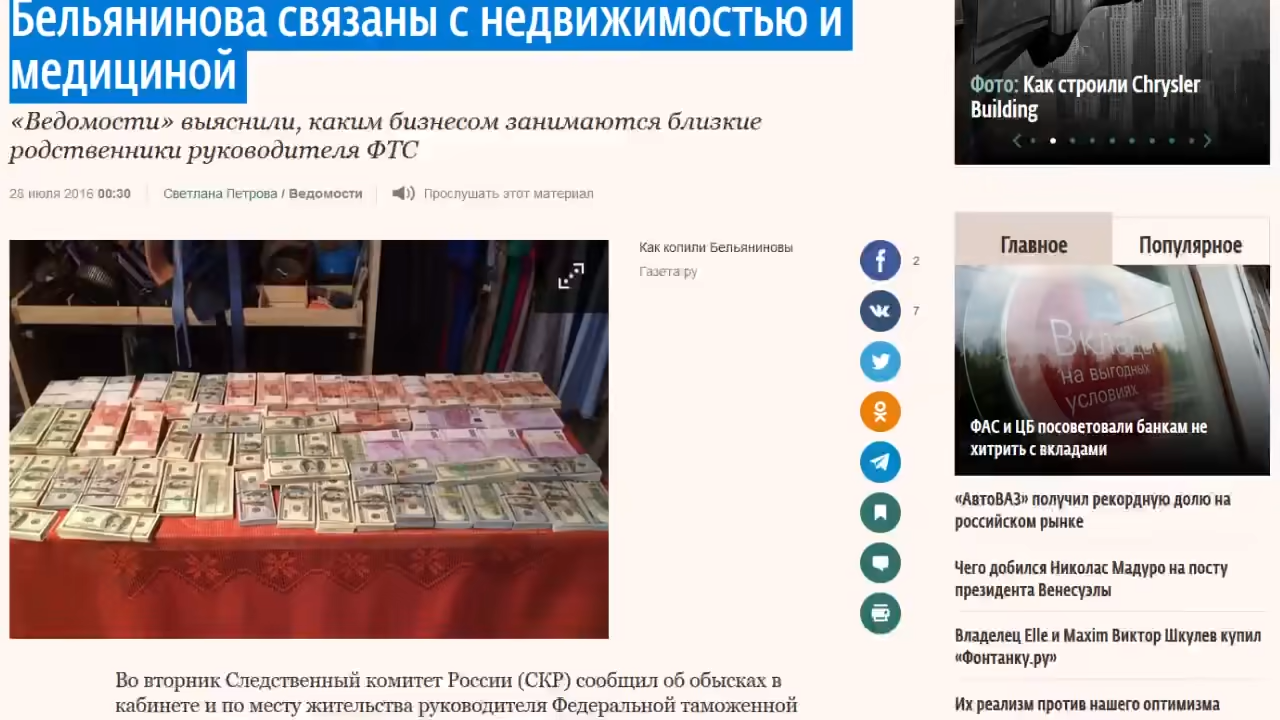 Бельянинова связаны с недвижимостью и
медициной
«Ведомости» выяснили, каким бизнесом занимаются близкие
родственники руководителя ФТС
28 июля 2016 00:30
Светлана Петрова / Ведомости
Прослушать этот материал
Как копили Бельяниновы
Газета.ру
2
7
Во вторник Следственный комитет России (СКР) сообщил об обысках в
кабинете и по месту жительства руководителя Федеральной таможенной
Фото: Как строили Chrysler
Building
Главное
Популярное
на выгодных
условиях
ФАС и ЦБ посоветовали банкам не
хитрить с вкладами
«АвтоВАЗ» получил рекордную долю на
российском рынке
Чего добился Николас Мадуро на посту
президента Венесуэлы
Владелец Elle и Maxim Виктор Шкулев купил
«Фонтанку.ру»
Их реализм против нашего оптимизма